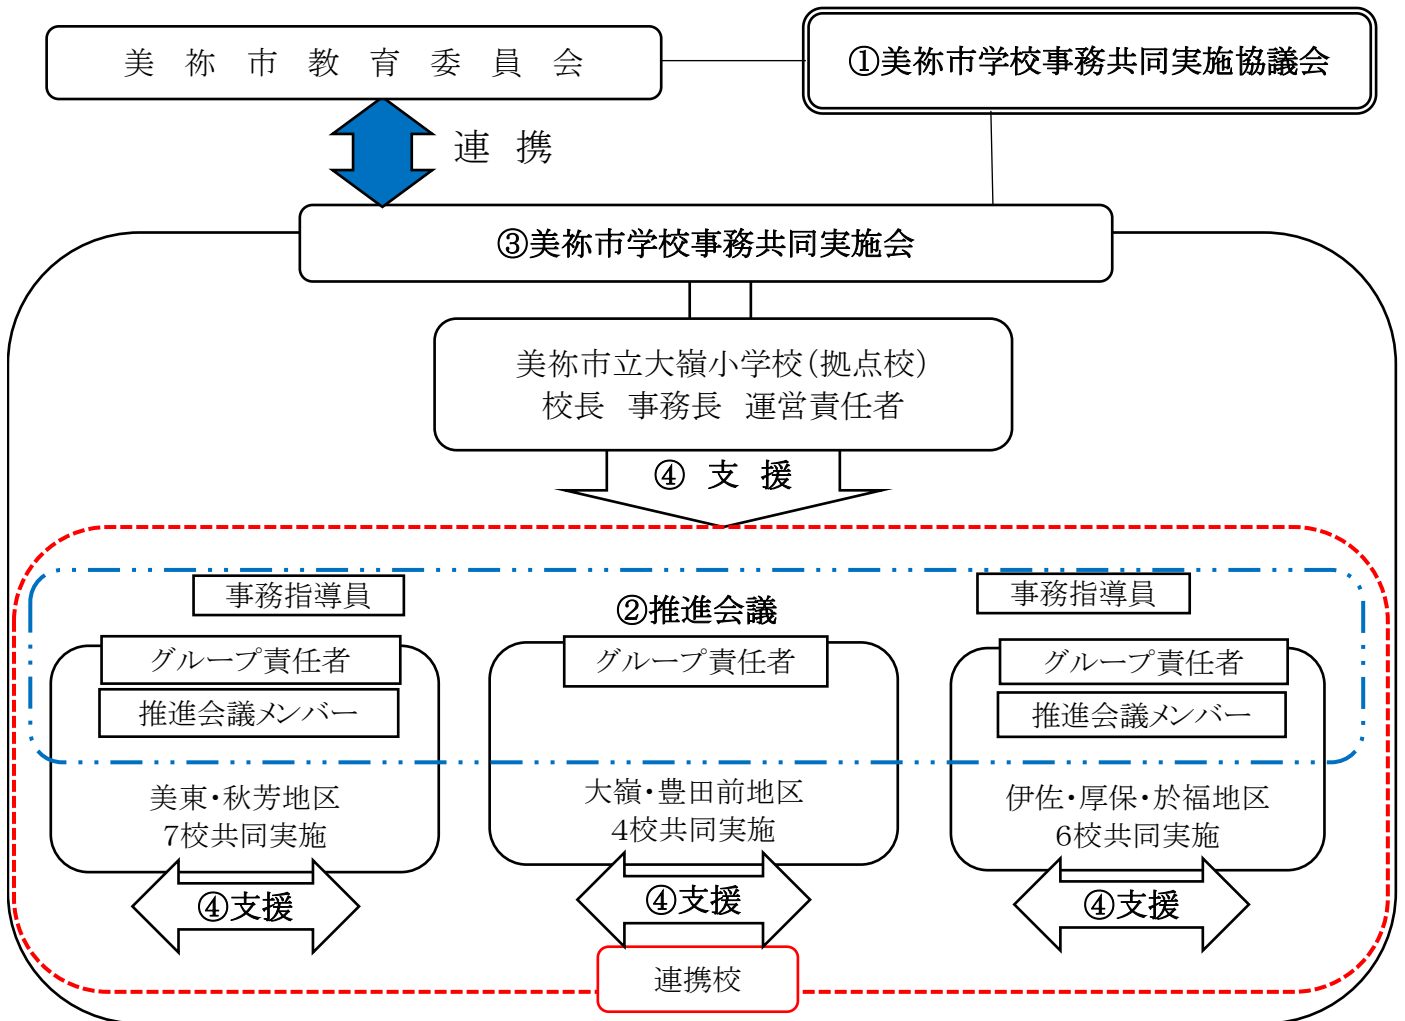 美祢市教育委員会
①美祢市学校事務共同実施協議会
連携
③美祢市学校事務共同実施会
美祢市立大嶺小学校(拠点校)
校長 事務長 運営責任者
④ 支 援
事務指導員
②推進会議
事務指導員
グループ責任者
推進会議メンバー
グループ責任者
グループ責任者
推進会議メンバー
美東・秋芳地区
7校共同実施
大嶺・豊田前地区
4校共同実施
伊佐・厚保・於福地区
6校共同実施
④支援
④支援
④支援
連携校